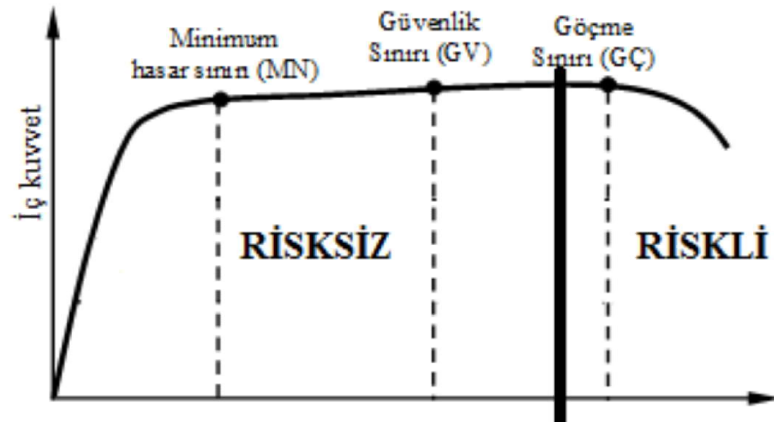 Minimum
hasar sınırı (MN)
Güvenlik
Sınırı (GV)
Göçme
Sınırı (GÇ)
İç kuvvet
RİSKSİZ
RİSKLİ